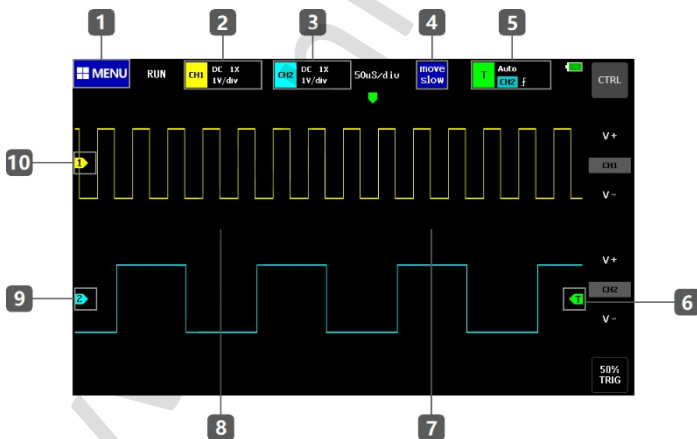 1
2
3
4
5
MENU
RUN
CH1
DC 1X
1V/div
CH2
DC 1X
1V/div
50uS/div
move
slow
T
Auto
CH2
CTRL
10
1
V+
CH1
V-
9
2
V+
CH2
V-
T
6
50%
TRIG
8
7